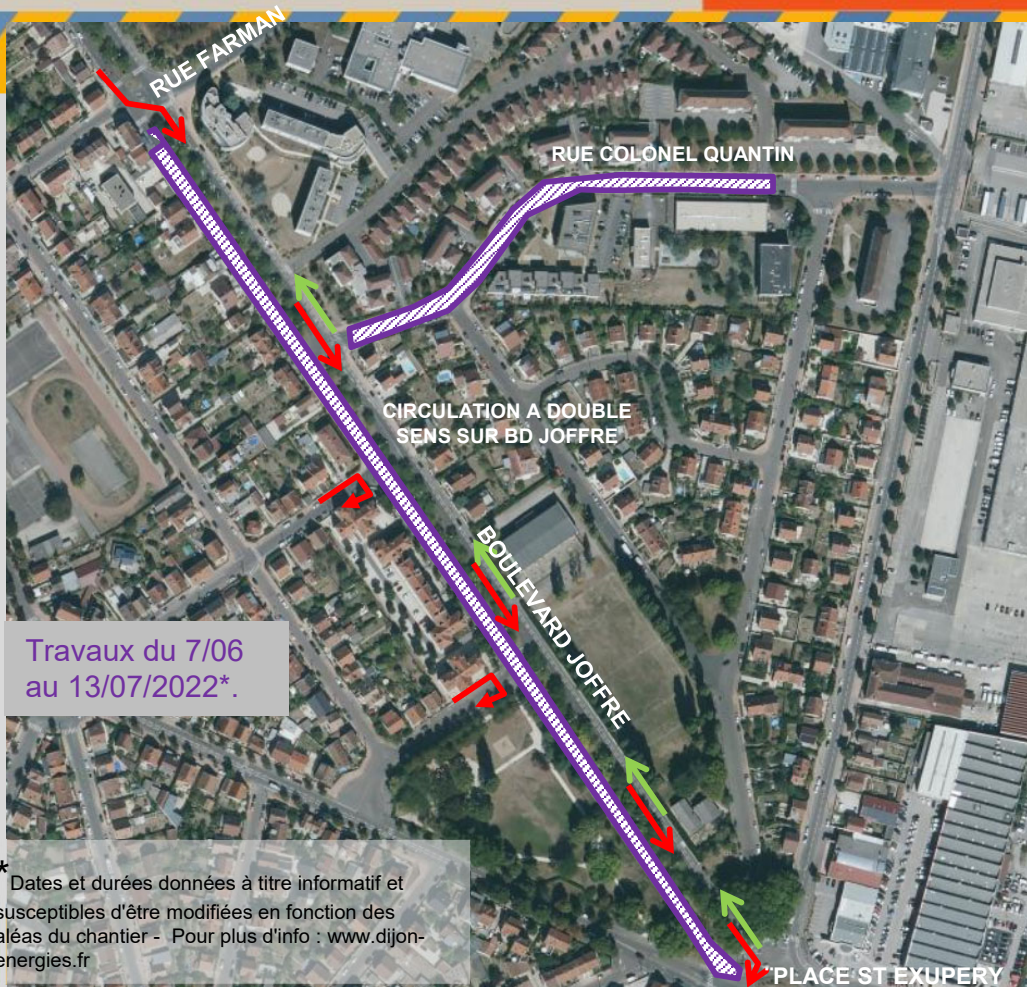 RUE FARMAN
RUE COLONEL QUANTIN
CIRCULATION A DOUBLE
SENS SUR BD JOFFRE
BOULEVARD JOFFRE
Travaux du 7/06
au 13/07/2022*.
* Dates et durées données à titre informatif et
susceptibles d'être modifiées en fonction des
aléas du chantier - Pour plus d'info : www.dijon-
energies.fr
PLACE ST EXUPERY